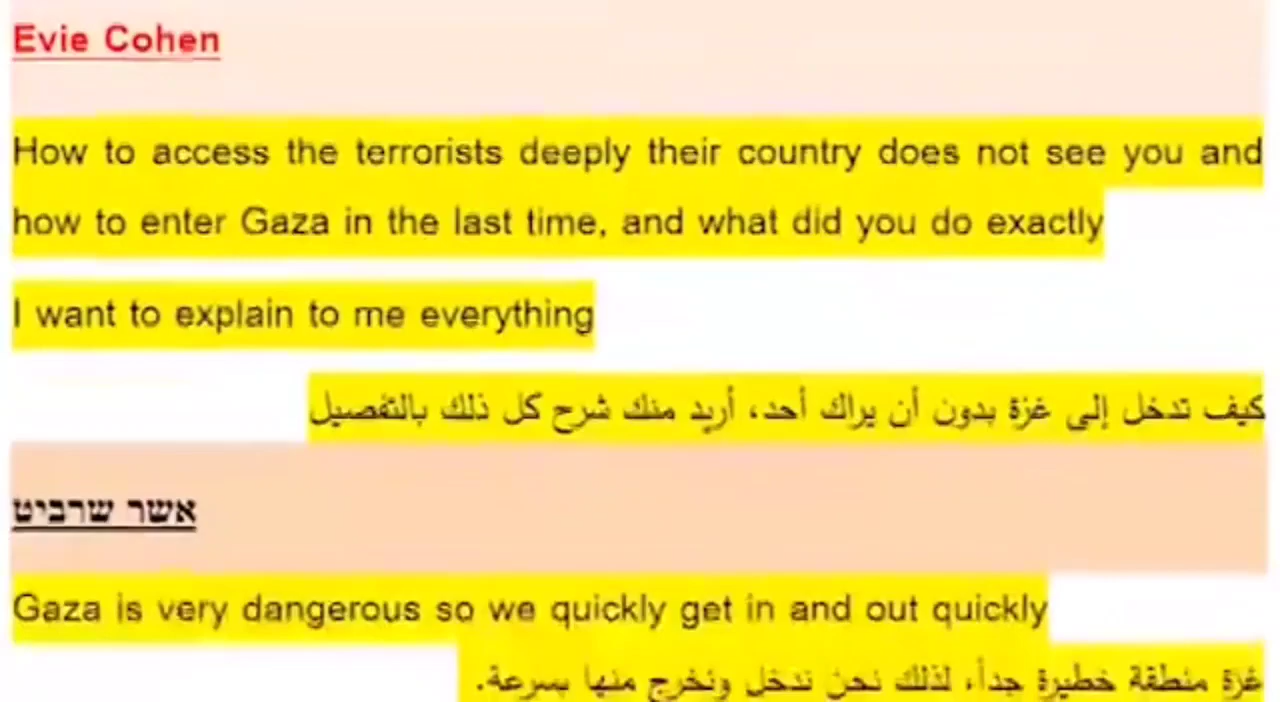 Evie Cohen
How to access the terrorists deeply their country does not see you and
how to enter Gaza in the last time, and what did you do exactly
I want to explain to me everything
كيف تدخل إلى غزة بدون أن يراك أحد، أريد منك شرح كل ذلك بالتفصيل
אשר שרביט
Gaza is very dangerous so we quickly get in and out quickly
غزة منطقة خطيرة جداً، لذلك نحن ندخل ونخرج منها بسرعة.